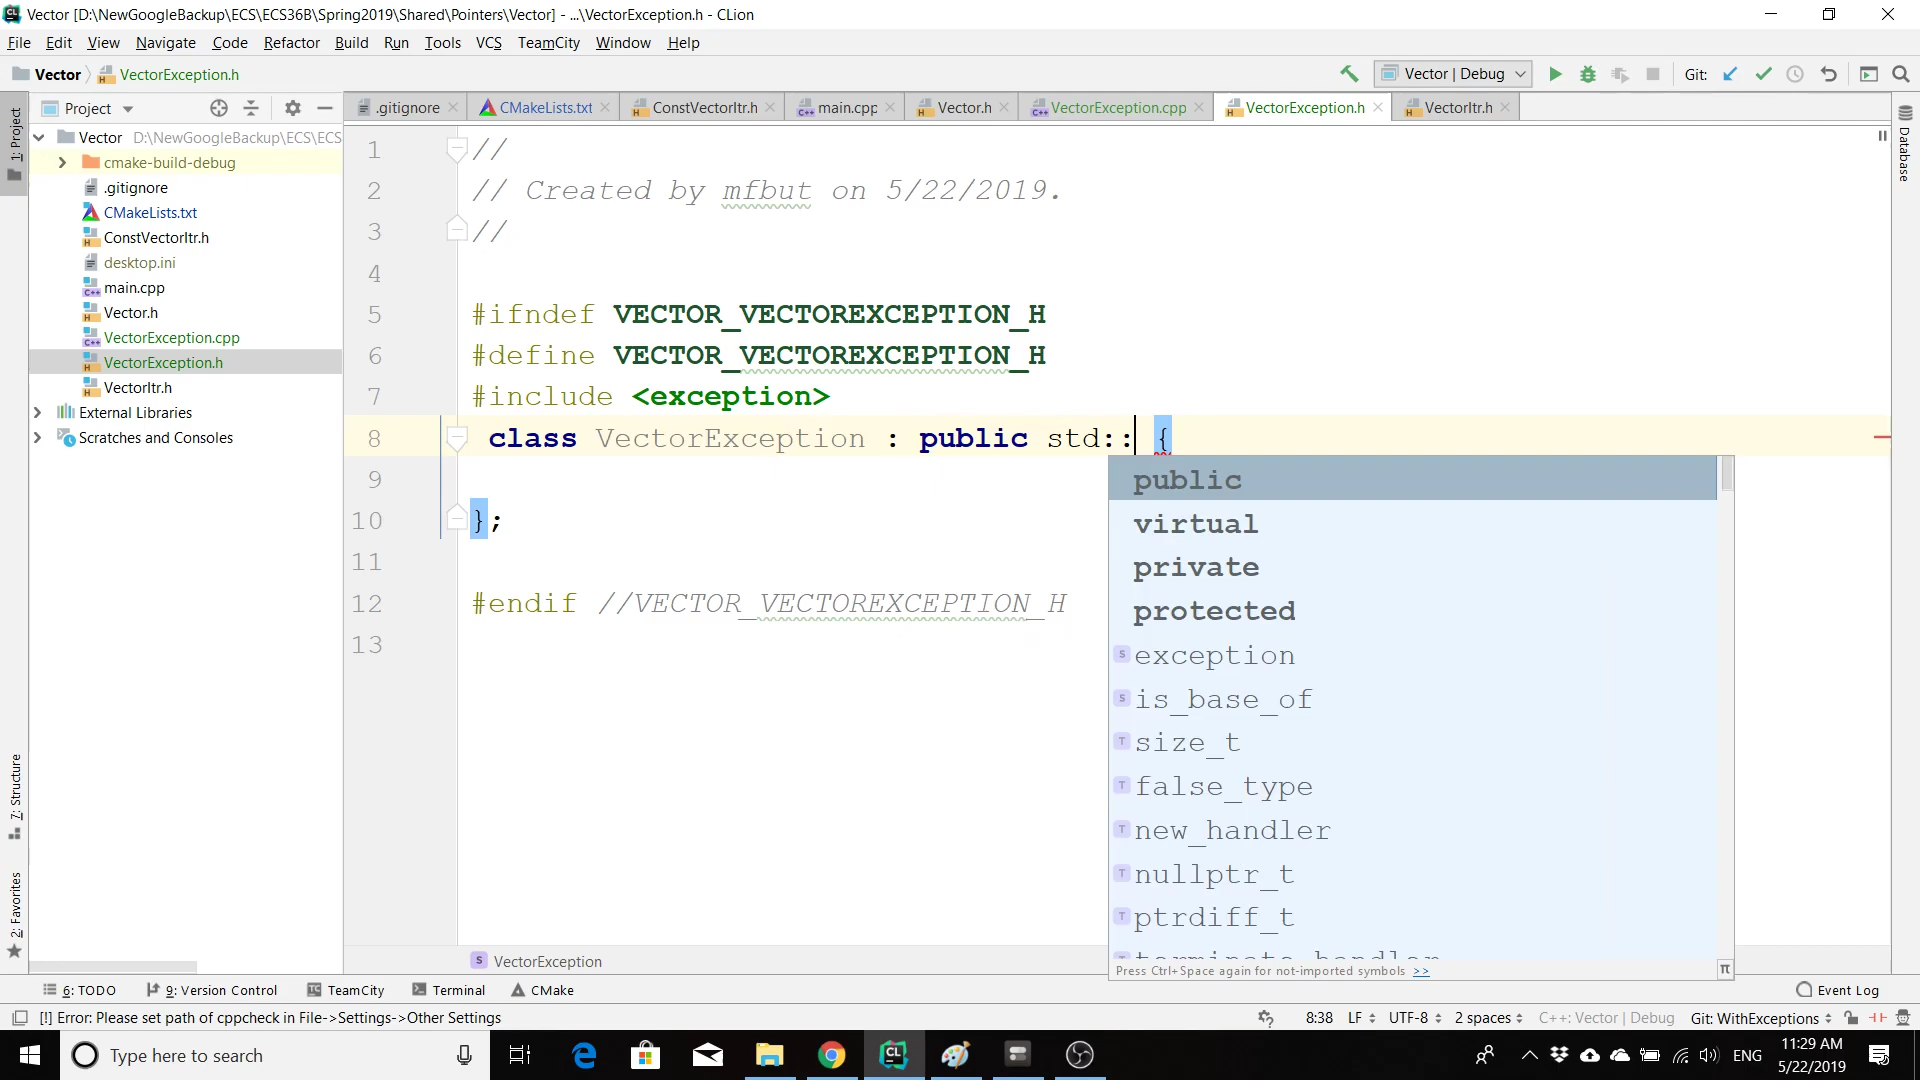 Vector [D:\NewGoogleBackup\ECS\ECS36B\Spring2019\Shared\Pointers\Vector] - ...\VectorException.h - CLion
File Edit View Navigate Code Refactor Build Run Tools VCS TeamCity Window Help
Vector VectorException.h Vector | Debug Git:
1: Project
Project
.gitignore CMakeLists.txt ConstVectorItr.h main.cpp Vector.h VectorException.cpp VectorException.h VectorItr.h
Vector D:\NewGoogleBackup\ECS\ECS
cmake-build-debug
.gitignore
CMakeLists.txt
ConstVectorItr.h
desktop.ini
main.cpp
Vector.h
VectorException.cpp
VectorException.h
VectorItr.h
External Libraries
Scratches and Consoles
7: Structure
2: Favorites
1 //
2 // Created by mfbut on 5/22/2019.
3 //
4
5 #ifndef VECTOR_VECTOREXCEPTION_H
6 #define VECTOR_VECTOREXCEPTION_H
7 #include <exception>
8 class VectorException : public std:: {
9
10 };
11
12 #endif //VECTOR_VECTOREXCEPTION_H
13
public
virtual
private
protected
exception
is_base_of
size_t
false_type
new_handler
nullptr_t
ptrdiff_t
terminate_handler
Press Ctrl+Space again for not-imported symbols >>
Database
VectorException
6: TODO 9: Version Control TeamCity Terminal CMake Event Log
[!] Error: Please set path of cppcheck in File->Settings->Other Settings 8:38 LF UTF-8 2 spaces C++: Vector | Debug Git: WithExceptions
Type here to search ENG 11:29 AM
5/22/2019